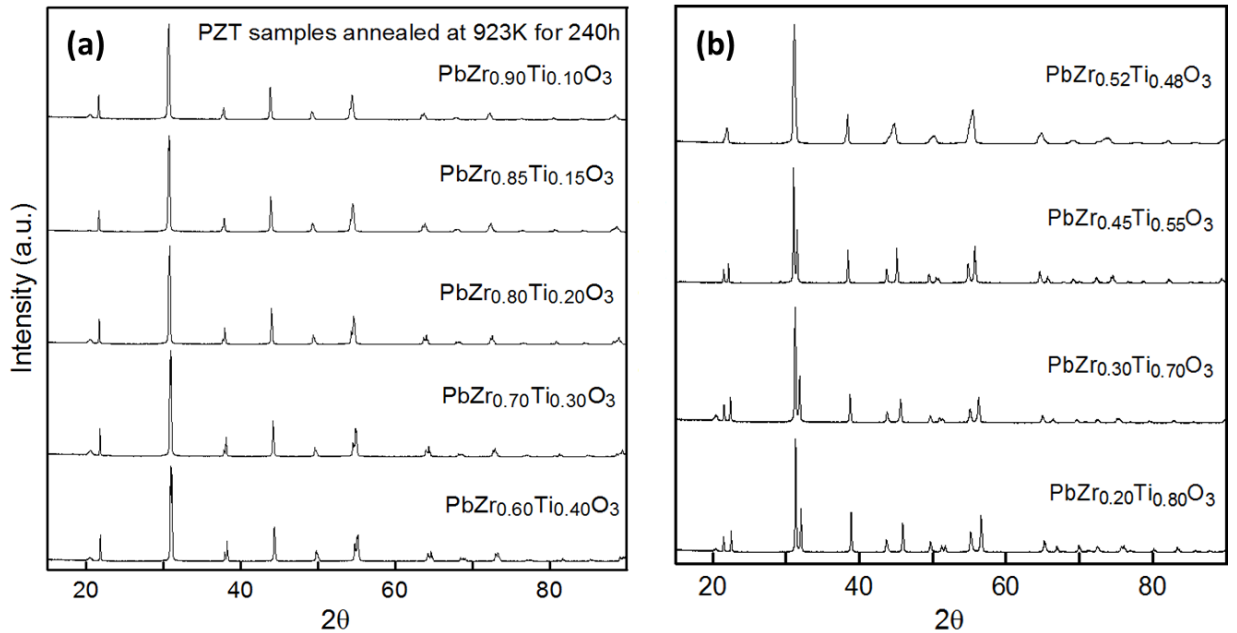 (a)
PZT samples annealed at 923K for 240h
PbZr0.90Ti0.10O3
PbZr0.85Ti0.15O3
PbZr0.80Ti0.20O3
PbZr0.70Ti0.30O3
PbZr0.60Ti0.40O3
Intensity (a.u.)
20 40 60 80
2θ
(b)
PbZr0.52Ti0.48O3
PbZr0.45Ti0.55O3
PbZr0.30Ti0.70O3
PbZr0.20Ti0.80O3
20 40 60 80
2θ